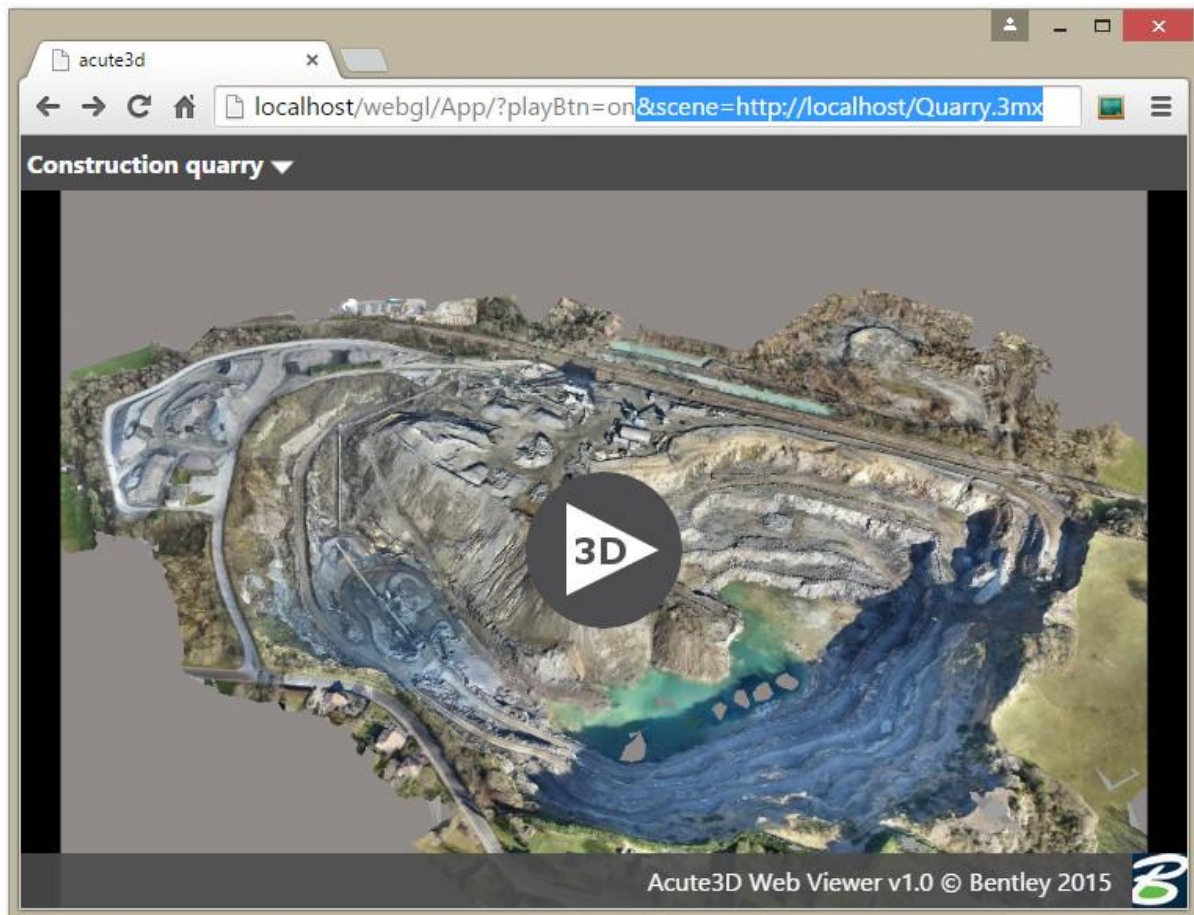 acute3d
localhost/webgl/App/?playBtn=on&scene=http://localhost/Quarry.3mx
Construction quarry
3D
Acute3D Web Viewer v1.0 © Bentley 2015